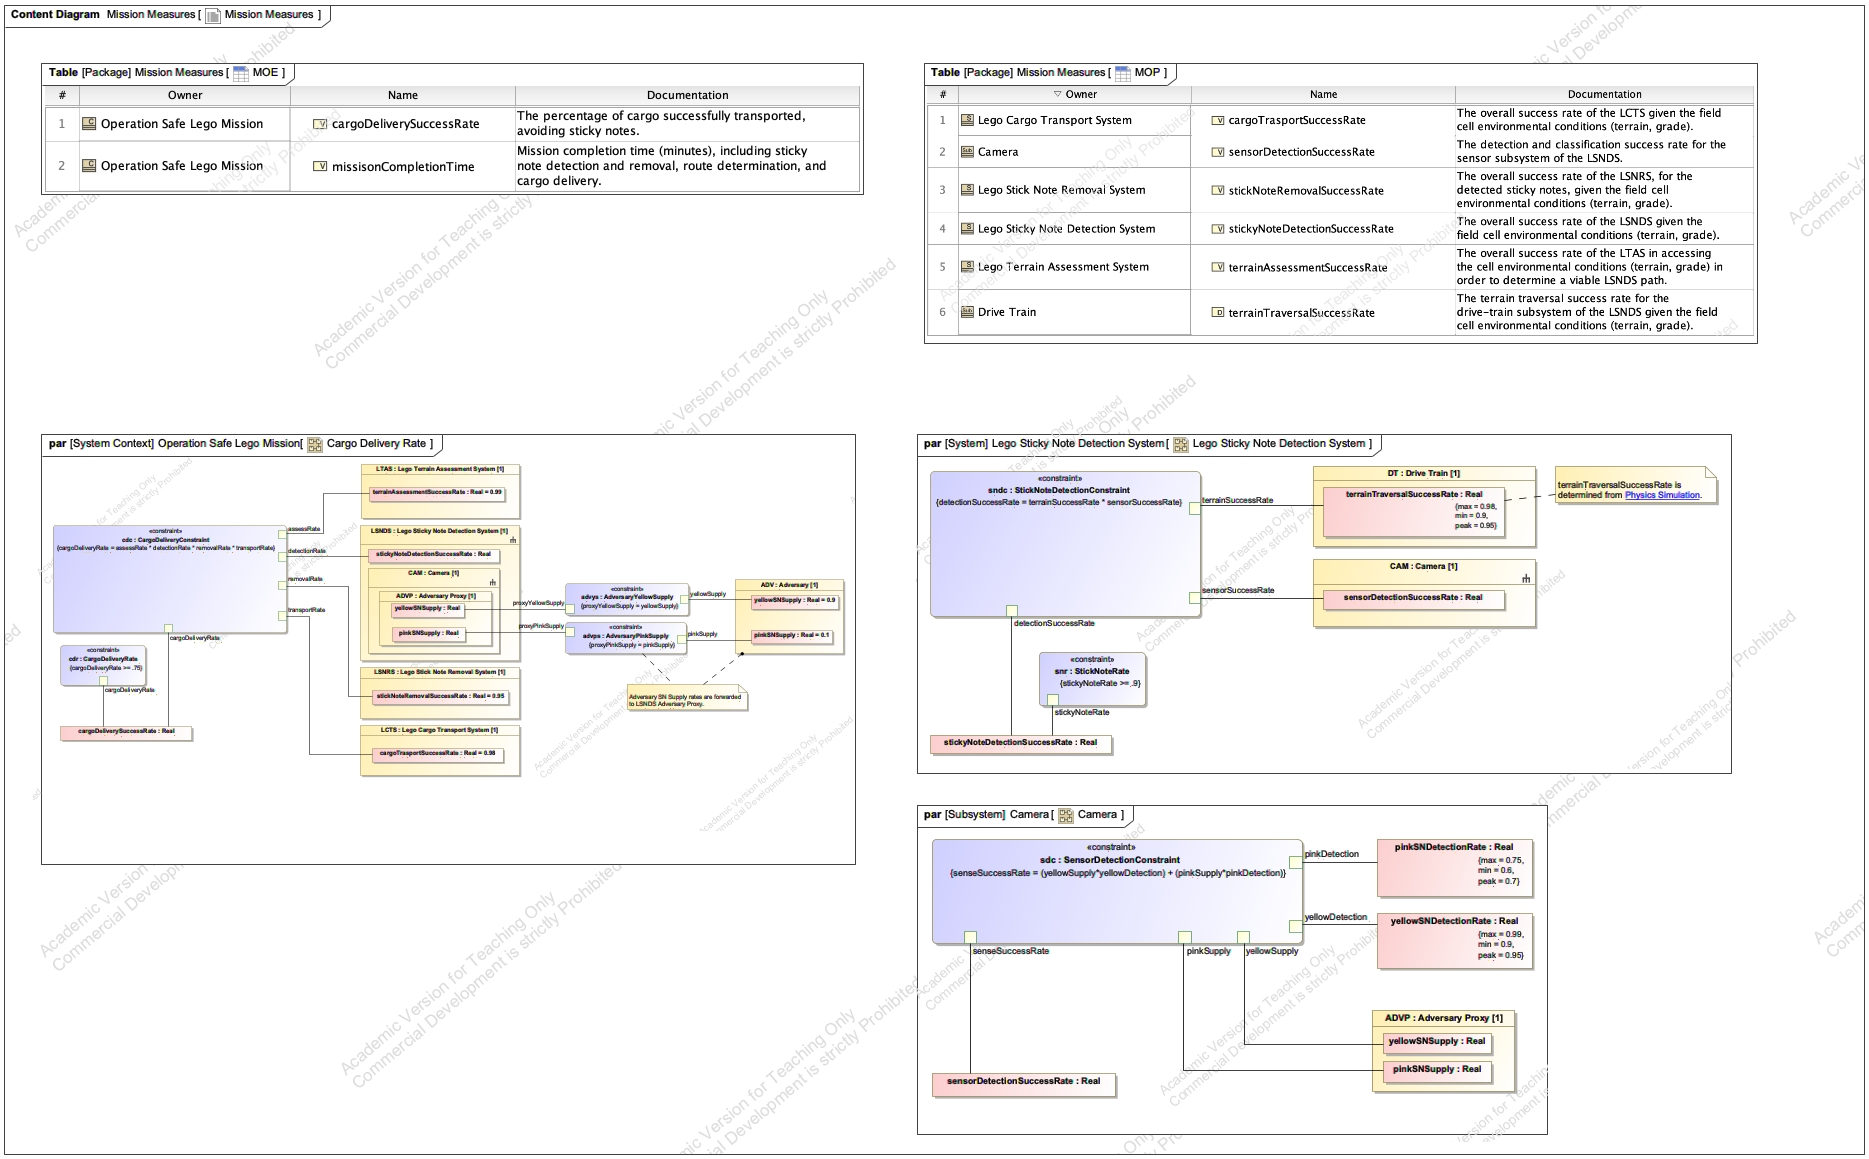 Content Diagram Mission Measures [ Mission Measures ]
Table [Package] Mission Measures [ MOE ]
# Owner Name Documentation
1 Operation Safe Lego Mission cargoDeliverySuccessRate The percentage of cargo successfully transported,
avoiding sticky notes.
2 Operation Safe Lego Mission missisonCompletionTime Mission completion time (minutes), including sticky
note detection and removal, route determination, and
cargo delivery.
Table [Package] Mission Measures [ MOP ]
# Owner Name Documentation
1 Lego Cargo Transport System cargoTrasportSuccessRate The overall success rate of the LCTS given the field
cell environmental conditions (terrain, grade).
2 Camera sensorDetectionSuccessRate The detection and classification success rate for the
sensor subsystem of the LSNDS.
3 Lego Stick Note Removal System stickNoteRemovalSuccessRate The overall success rate of the LSNRS, for the
detected sticky notes, given the field cell
environmental conditions (terrain, grade).
4 Lego Sticky Note Detection System stickyNoteDetectionSuccessRate The overall success rate of the LSNDS given the
field cell environmental conditions (terrain, grade).
5 Lego Terrain Assessment System terrainAssessmentSuccessRate The overall success rate of the LTAS in accessing
the cell environmental conditions (terrain, grade) in
order to determine a viable LSNDS path.
6 Drive Train terrainTraversalSuccessRate The terrain traversal success rate for the
drive-train subsystem of the LSNDS given the field
cell environmental conditions (terrain, grade).
par [System Context] Operation Safe Lego Mission[ Cargo Delivery Rate ]
LTAS : Lego Terrain Assessment System [1]
terrainAssessmentSuccessRate : Real = 0.99
«constraint»
cdc : CargoDeliveryConstraint
{cargoDeliveryRate = assessRate * detectionRate * removalRate * transportRate}
assessRate
detectionRate
removalRate
transportRate
cargoDeliveryRate
LSNDS : Lego Sticky Note Detection System [1]
stickyNoteDetectionSuccessRate : Real
CAM : Camera [1]
ADVP : Adversary Proxy [1]
yellowSNSupply : Real
pinkSNSupply : Real
proxyYellowSupply
proxyPinkSupply
«constraint»
advys : AdversaryYellowSupply
{proxyYellowSupply = yellowSupply}
yellowSupply
«constraint»
advps : AdversaryPinkSupply
{proxyPinkSupply = pinkSupply}
pinkSupply
ADV : Adversary [1]
yellowSNSupply : Real = 0.9
pinkSNSupply : Real = 0.1
Adversary SN Supply rates are forwarded
to LSNDS Adversary Proxy.
«constraint»
cdr : CargoDeliveryRate
{cargoDeliveryRate >= .75}
cargoDeliveryRate
cargoDeliverySuccessRate : Real
LSNRS : Lego Stick Note Removal System [1]
stickNoteRemovalSuccessRate : Real = 0.95
LCTS : Lego Cargo Transport System [1]
cargoTrasportSuccessRate : Real = 0.98
par [System] Lego Sticky Note Detection System [ Lego Sticky Note Detection System ]
«constraint»
sndc : StickNoteDetectionConstraint
{detectionSuccessRate = terrainSuccessRate * sensorSuccessRate}
terrainSuccessRate
sensorSuccessRate
detectionSuccessRate
DT : Drive Train [1]
terrainTraversalSuccessRate : Real
{max = 0.98,
min = 0.9,
peak = 0.95}
terrainTraversalSuccessRate is
determined from Physics Simulation.
CAM : Camera [1]
sensorDetectionSuccessRate : Real
«constraint»
snr : StickNoteRate
{stickyNoteRate >= .9}
stickyNoteRate
stickyNoteDetectionSuccessRate : Real
par [Subsystem] Camera [ Camera ]
«constraint»
sdc : SensorDetectionConstraint
{senseSuccessRate = (yellowSupply*yellowDetection) + (pinkSupply*pinkDetection)}
pinkDetection
yellowDetection
senseSuccessRate
pinkSupply
yellowSupply
pinkSNDetectionRate : Real
{max = 0.75,
min = 0.6,
peak = 0.7}
yellowSNDetectionRate : Real
{max = 0.99,
min = 0.9,
peak = 0.95}
ADVP : Adversary Proxy [1]
yellowSNSupply : Real
pinkSNSupply : Real
sensorDetectionSuccessRate : Real
Academic Version for Teaching Only
Commercial Development is strictly Prohibited